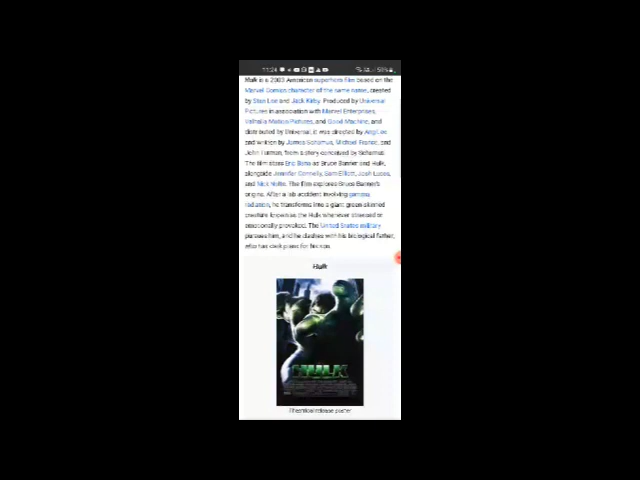 Hulk is a 2003 American superhero film based on the
Marvel Comics character of the same name, created
by Stan Lee and Jack Kirby. Produced by Universal
Pictures in association with Marvel Enterprises,
Valhalla Motion Pictures, and Good Machine, and
distributed by Universal, it was directed by Ang Lee
and written by James Schamus, Michael France, and
John Turman, from a story conceived by Schamus.
The film stars Eric Bana as Bruce Banner and Hulk,
alongside Jennifer Connelly, Sam Elliott, Josh Lucas,
and Nick Nolte. The film explores Bruce Banner's
origins. After a lab accident involving gamma
radiation, he transforms into a giant green-skinned
creature known as the Hulk whenever stressed or
emotionally provoked. The United States military
pursues him, and he clashes with his biological father,
who has dark plans for his son.
Hulk
HULK
Theatrical release poster